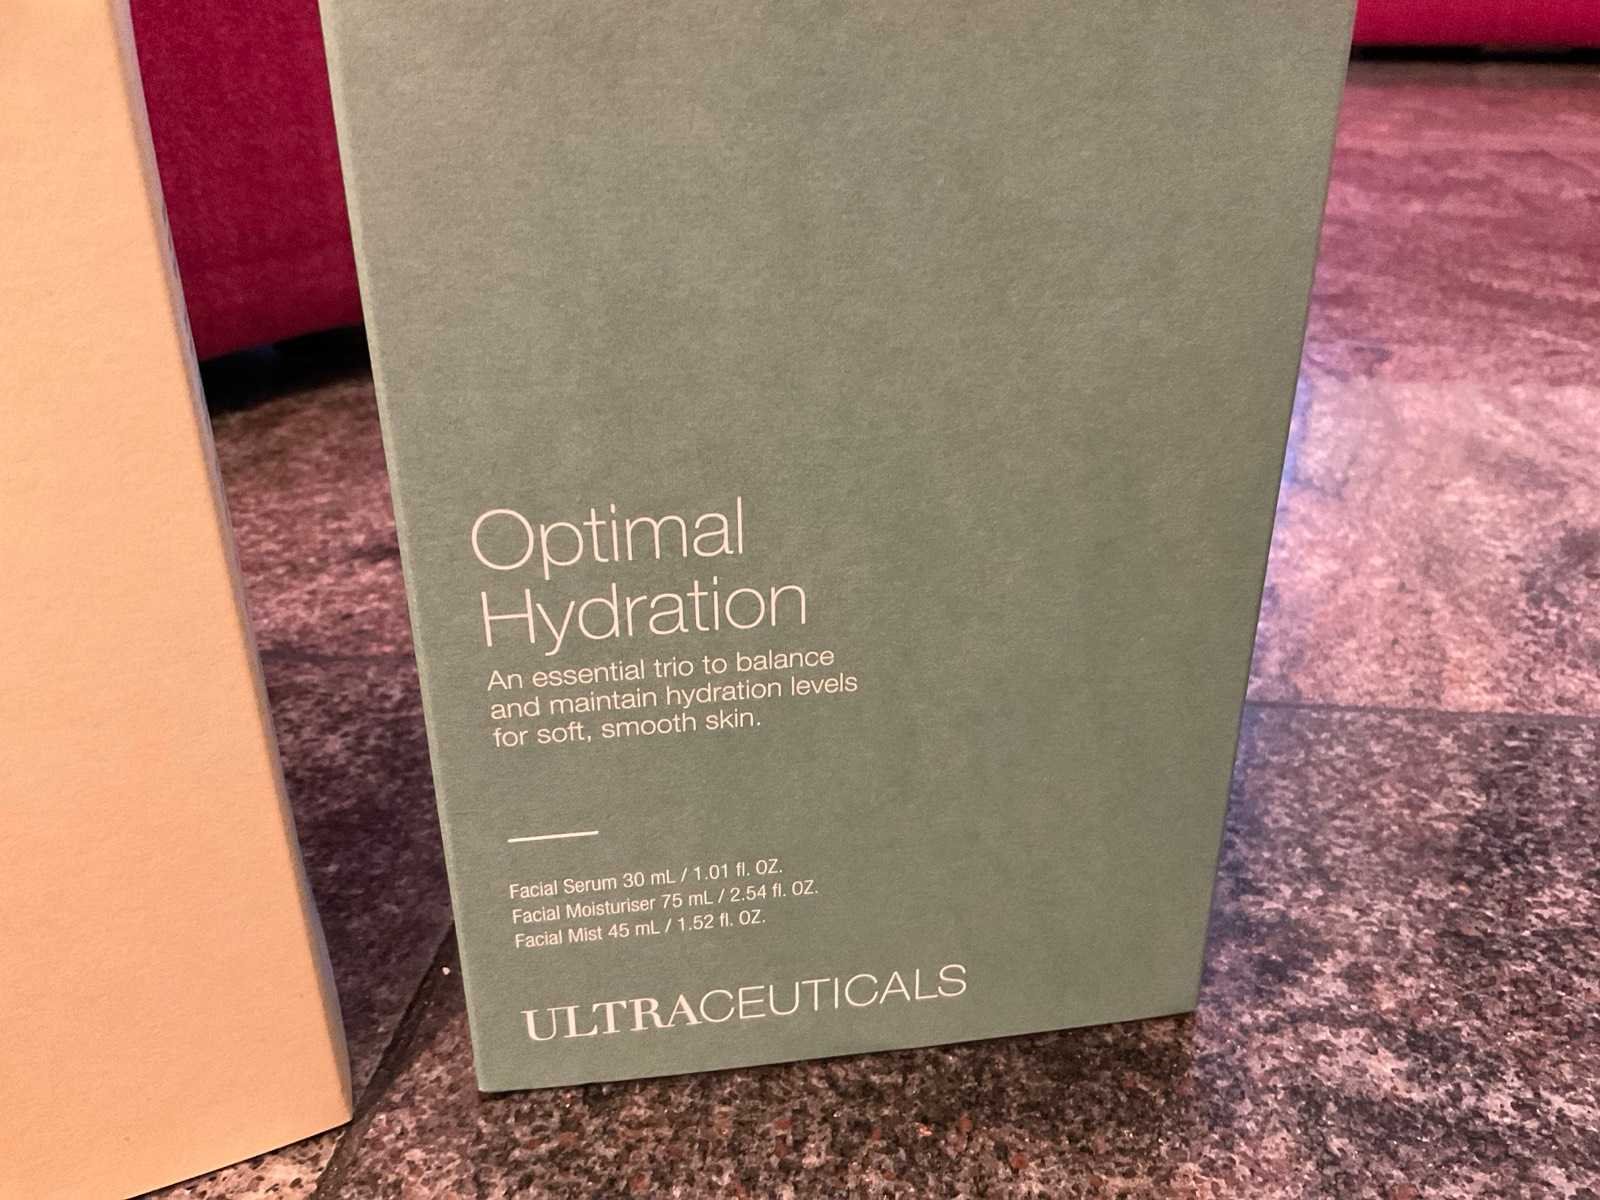 Optimal
Hydration
An essential trio to balance
and maintain hydration levels
for soft, smooth skin.
Facial Serum 30 mL / 1.01 fl. OZ.
Facial Moisturiser 75 mL / 2.54 fl. OZ.
Facial Mist 45 mL / 1.52 fl. OZ.
ULTRACEUTICALS